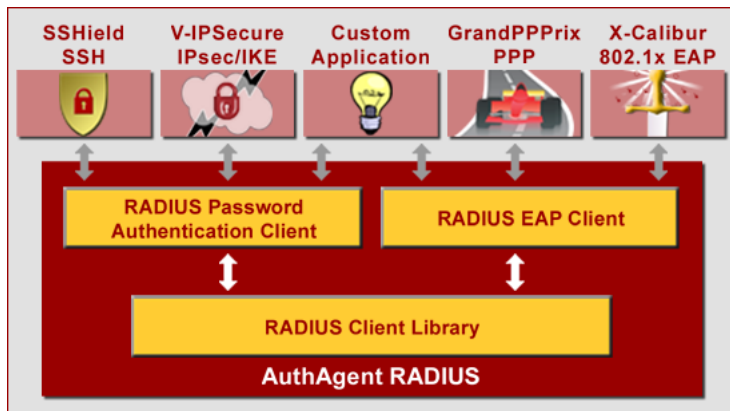 SSHield
SSH
V-IPSecure
IPsec/IKE
Custom
Application
GrandPPPrix
PPP
X-Calibur
802.1x EAP
RADIUS Password
Authentication Client
RADIUS EAP Client
RADIUS Client Library
AuthAgent RADIUS